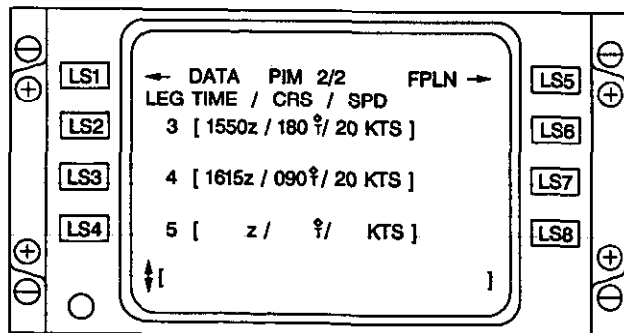 ← DATA PIM 2/2 FPLN →
LEG TIME / CRS / SPD
3 [ 1550z / 180°T/ 20 KTS ]
4 [ 1615z / 090°T/ 20 KTS ]
5 [ z / °T/ KTS ]
↕[ ]
LS1
LS2
LS3
LS4
LS5
LS6
LS7
LS8